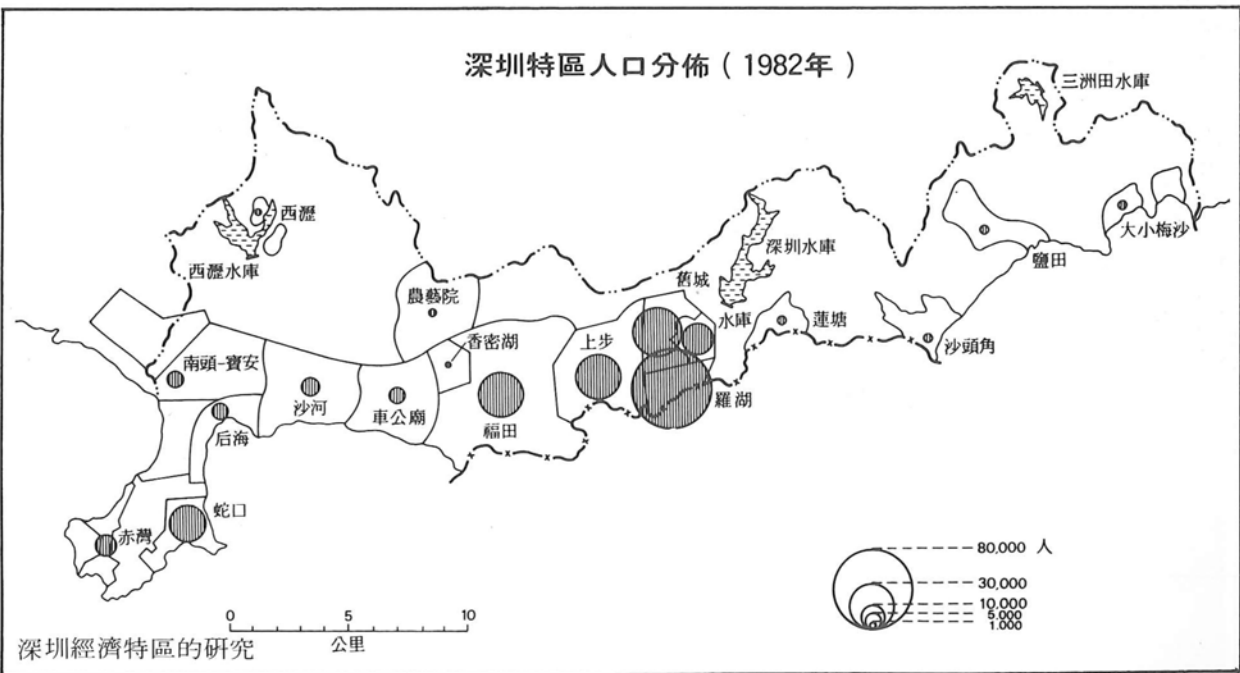 深圳特區人口分佈（1982年）
三洲田水庫
西瀝
西瀝水庫
深圳水庫
大小梅沙
鹽田
農藝院
舊城
水庫
蓮塘
香密湖
上步
沙頭角
南頭-寶安
沙河
車公廟
福田
羅湖
后海
蛇口
赤灣
80,000 人
30,000
10,000
5,000
1,000
0 5 10
公里
深圳經濟特區的研究